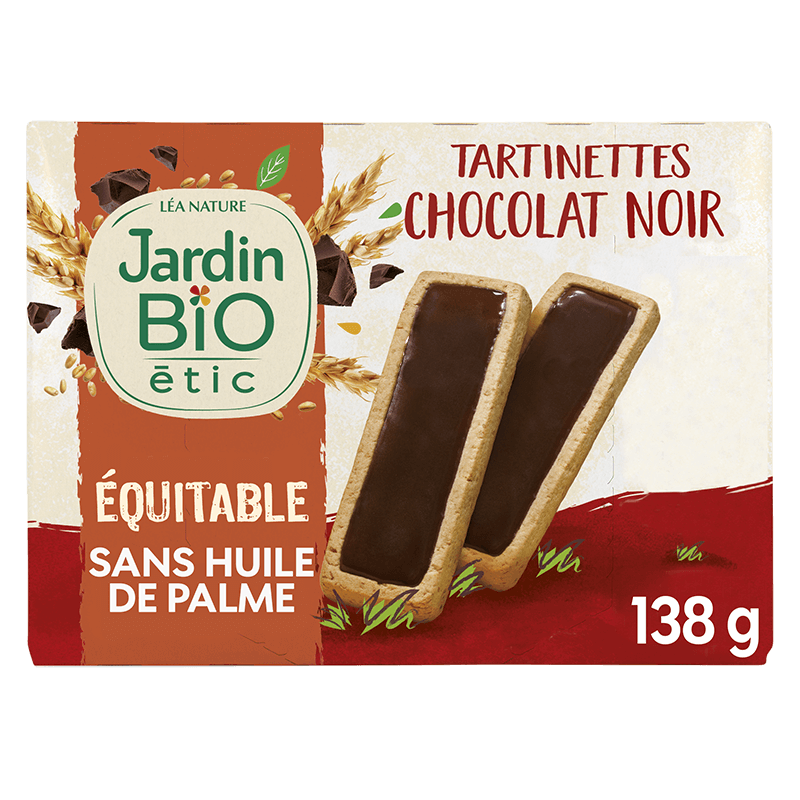 LÉA NATURE
Jardin
BiO
ētic
TARTINETTES
CHOCOLAT NOIR
ÉQUITABLE
SANS HUILE
DE PALME
138 g